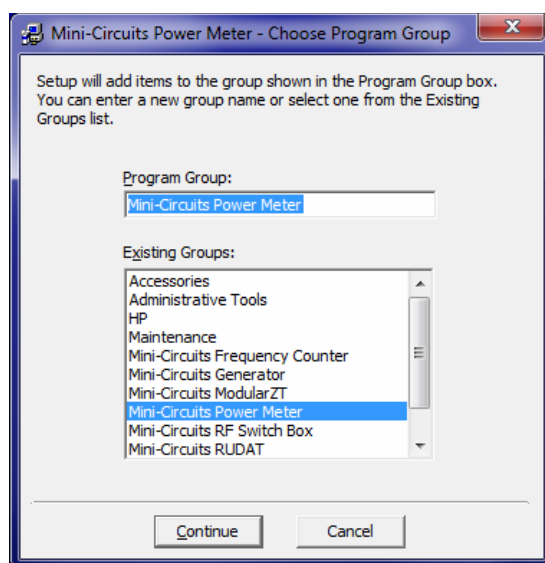 Mini-Circuits Power Meter - Choose Program Group
Setup will add items to the group shown in the Program Group box.
You can enter a new group name or select one from the Existing
Groups list.
Program Group:
Mini-Circuits Power Meter
Existing Groups:
Accessories
Administrative Tools
HP
Maintenance
Mini-Circuits Frequency Counter
Mini-Circuits Generator
Mini-Circuits ModularZT
Mini-Circuits Power Meter
Mini-Circuits RF Switch Box
Mini-Circuits RUDAT
Continue
Cancel